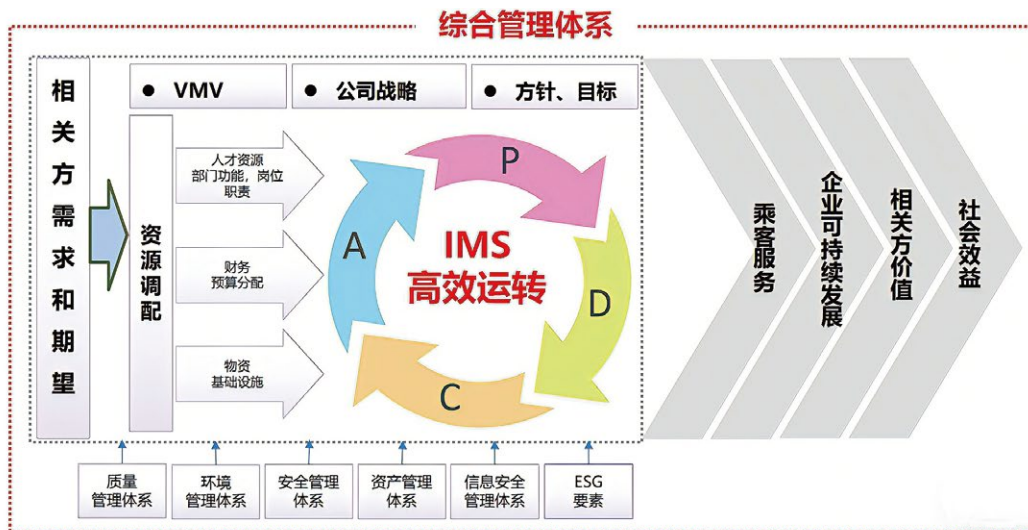 综合管理体系
相关方需求和期望
● VMV
● 公司战略
● 方针、目标
资源调配
人才资源
部门功能，岗位
职责
财务
预算分配
物资
基础设施
P
D
C
A
IMS
高效运转
乘客服务
企业可持续发展
相关方价值
社会效益
质量
管理体系
环境
管理体系
安全管理
体系
资产管理
体系
信息安全
管理体系
ESG
要素